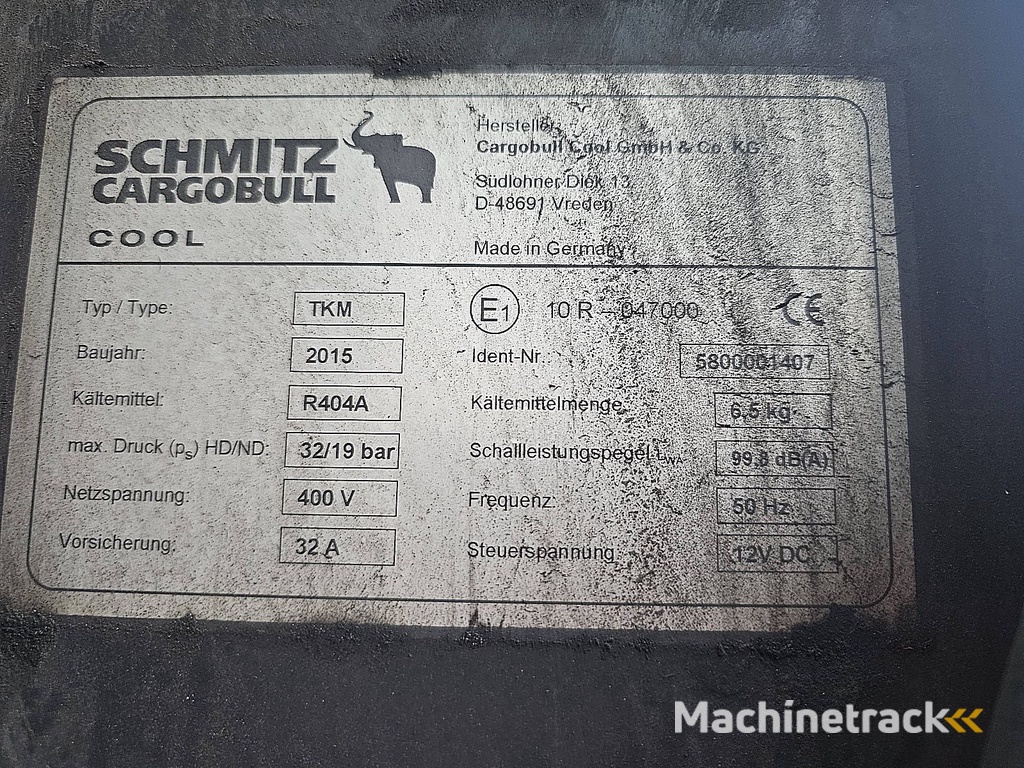 SCHMITZ
CARGOBULL
COOL
Hersteller:
Cargobull Cool GmbH & Co. KG
Südlohner Diek 13
D-48691 Vreden
Made in Germany
Typ / Type: TKM
E1 10 R - 047000 CE
Baujahr: 2015
Ident-Nr. 5800001407
Kältemittel: R404A
Kältemittelmenge: 6,5 kg
max. Druck (ps) HD/ND: 32/19 bar
Schallleistungspegel LWA: 99,8 dB(A)
Netzspannung: 400 V
Frequenz: 50 Hz
Vorsicherung: 32 A
Steuerspannung: 12V DC
Machinetrack